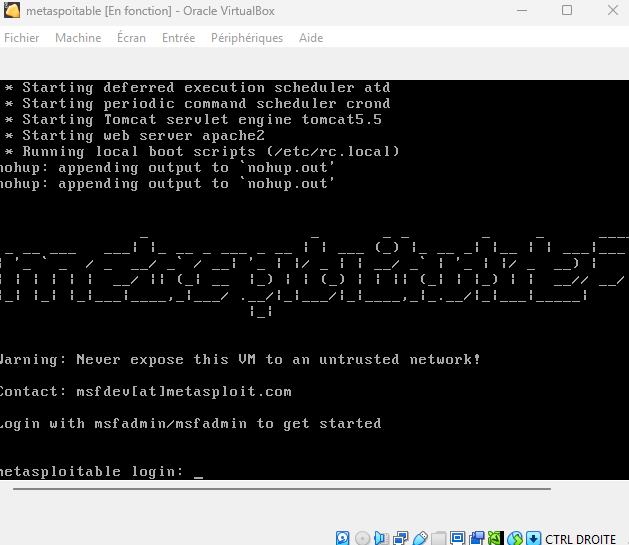 metaspoitable [En fonction] - Oracle VirtualBox
Fichier Machine Écran Entrée Périphériques Aide
* Starting deferred execution scheduler atd
* Starting periodic command scheduler crond
* Starting Tomcat servlet engine tomcat5.5
* Starting web server apache2
* Running local boot scripts (/etc/rc.local)
nohup: appending output to `nohup.out'
nohup: appending output to `nohup.out'
metasploitable2
Warning: Never expose this VM to an untrusted network!
Contact: msfdev[at]metasploit.com
Login with msfadmin/msfadmin to get started
metasploitable login: _
CTRL DROITE